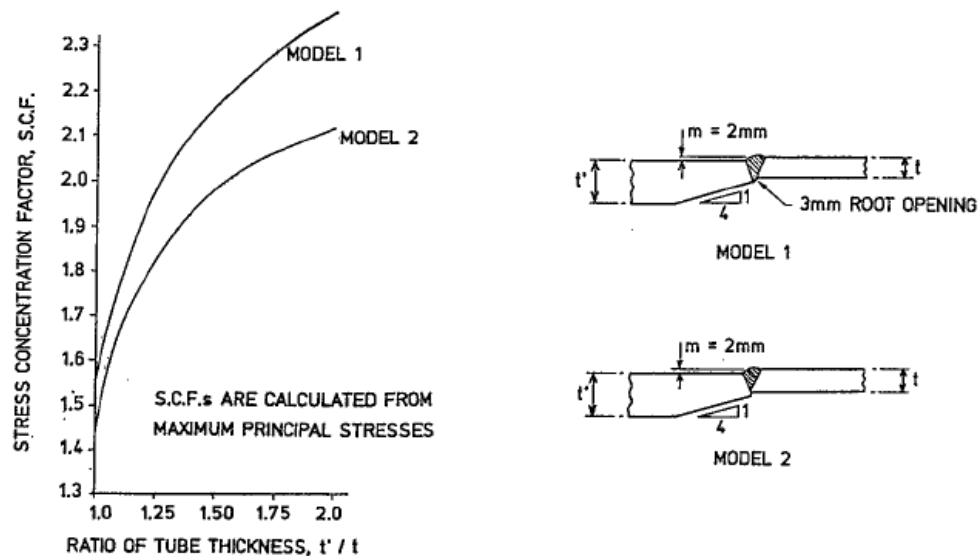 STRESS CONCENTRATION FACTOR, S.C.F.
2.3
2.2
2.1
2.0
1.9
1.8
1.7
1.6
1.5
1.4
1.3
1.0 1.25 1.50 1.75 2.0
RATIO OF TUBE THICKNESS, t' / t
MODEL 1
MODEL 2
S.C.F.s ARE CALCULATED FROM
MAXIMUM PRINCIPAL STRESSES
m = 2mm
t'
t
1
4
3mm ROOT OPENING
MODEL 1
m = 2mm
t'
t
1
4
MODEL 2